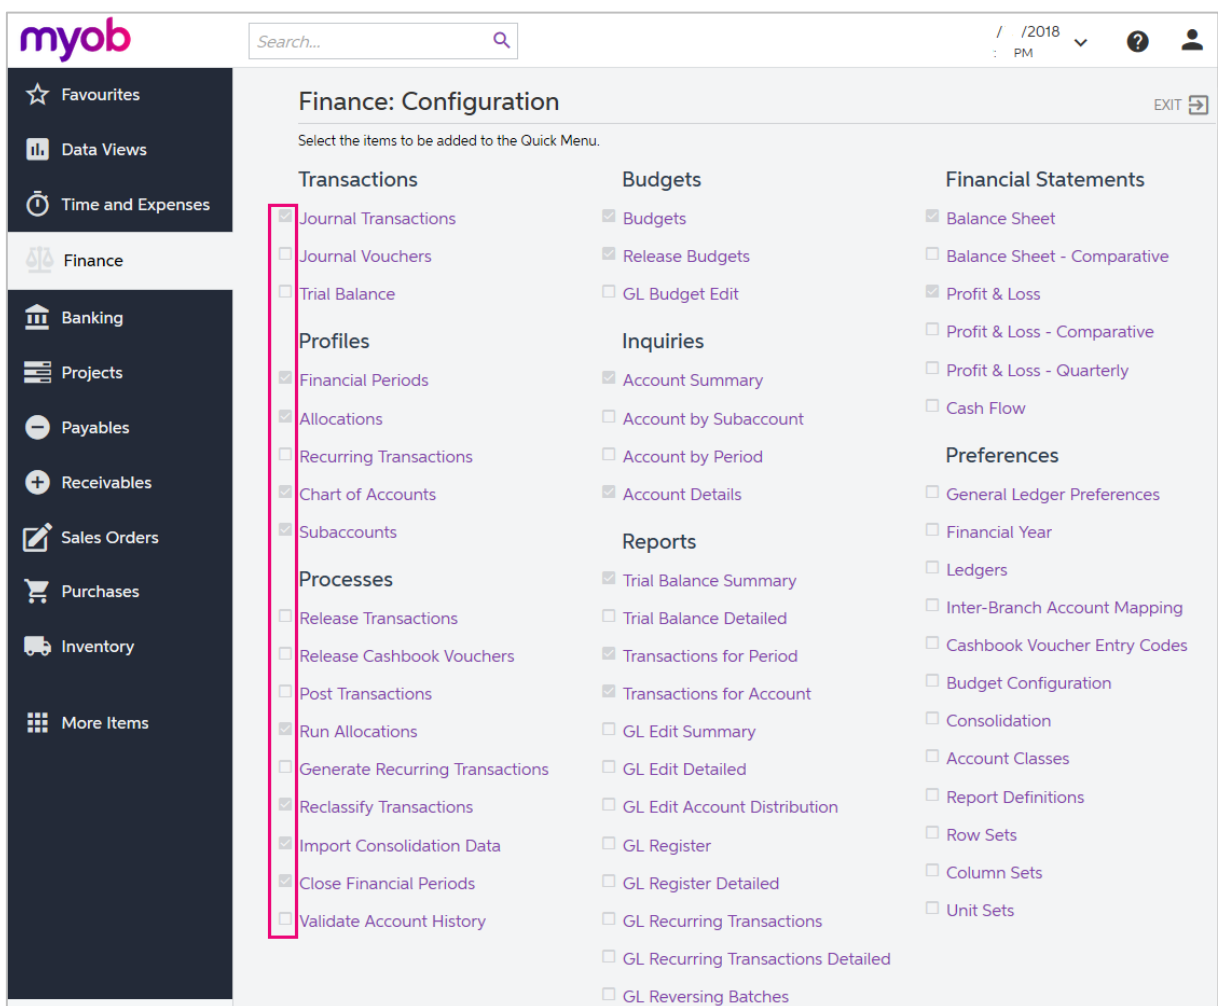 myob
Search...
/ /2018
: PM
Favourites
Data Views
Time and Expenses
Finance
Banking
Projects
Payables
Receivables
Sales Orders
Purchases
Inventory
More Items
Finance: Configuration
EXIT
Select the items to be added to the Quick Menu.
Transactions
Journal Transactions
Journal Vouchers
Trial Balance
Profiles
Financial Periods
Allocations
Recurring Transactions
Chart of Accounts
Subaccounts
Processes
Release Transactions
Release Cashbook Vouchers
Post Transactions
Run Allocations
Generate Recurring Transactions
Reclassify Transactions
Import Consolidation Data
Close Financial Periods
Validate Account History
Budgets
Budgets
Release Budgets
GL Budget Edit
Inquiries
Account Summary
Account by Subaccount
Account by Period
Account Details
Reports
Trial Balance Summary
Trial Balance Detailed
Transactions for Period
Transactions for Account
GL Edit Summary
GL Edit Detailed
GL Edit Account Distribution
GL Register
GL Register Detailed
GL Recurring Transactions
GL Recurring Transactions Detailed
GL Reversing Batches
Financial Statements
Balance Sheet
Balance Sheet - Comparative
Profit & Loss
Profit & Loss - Comparative
Profit & Loss - Quarterly
Cash Flow
Preferences
General Ledger Preferences
Financial Year
Ledgers
Inter-Branch Account Mapping
Cashbook Voucher Entry Codes
Budget Configuration
Consolidation
Account Classes
Report Definitions
Row Sets
Column Sets
Unit Sets